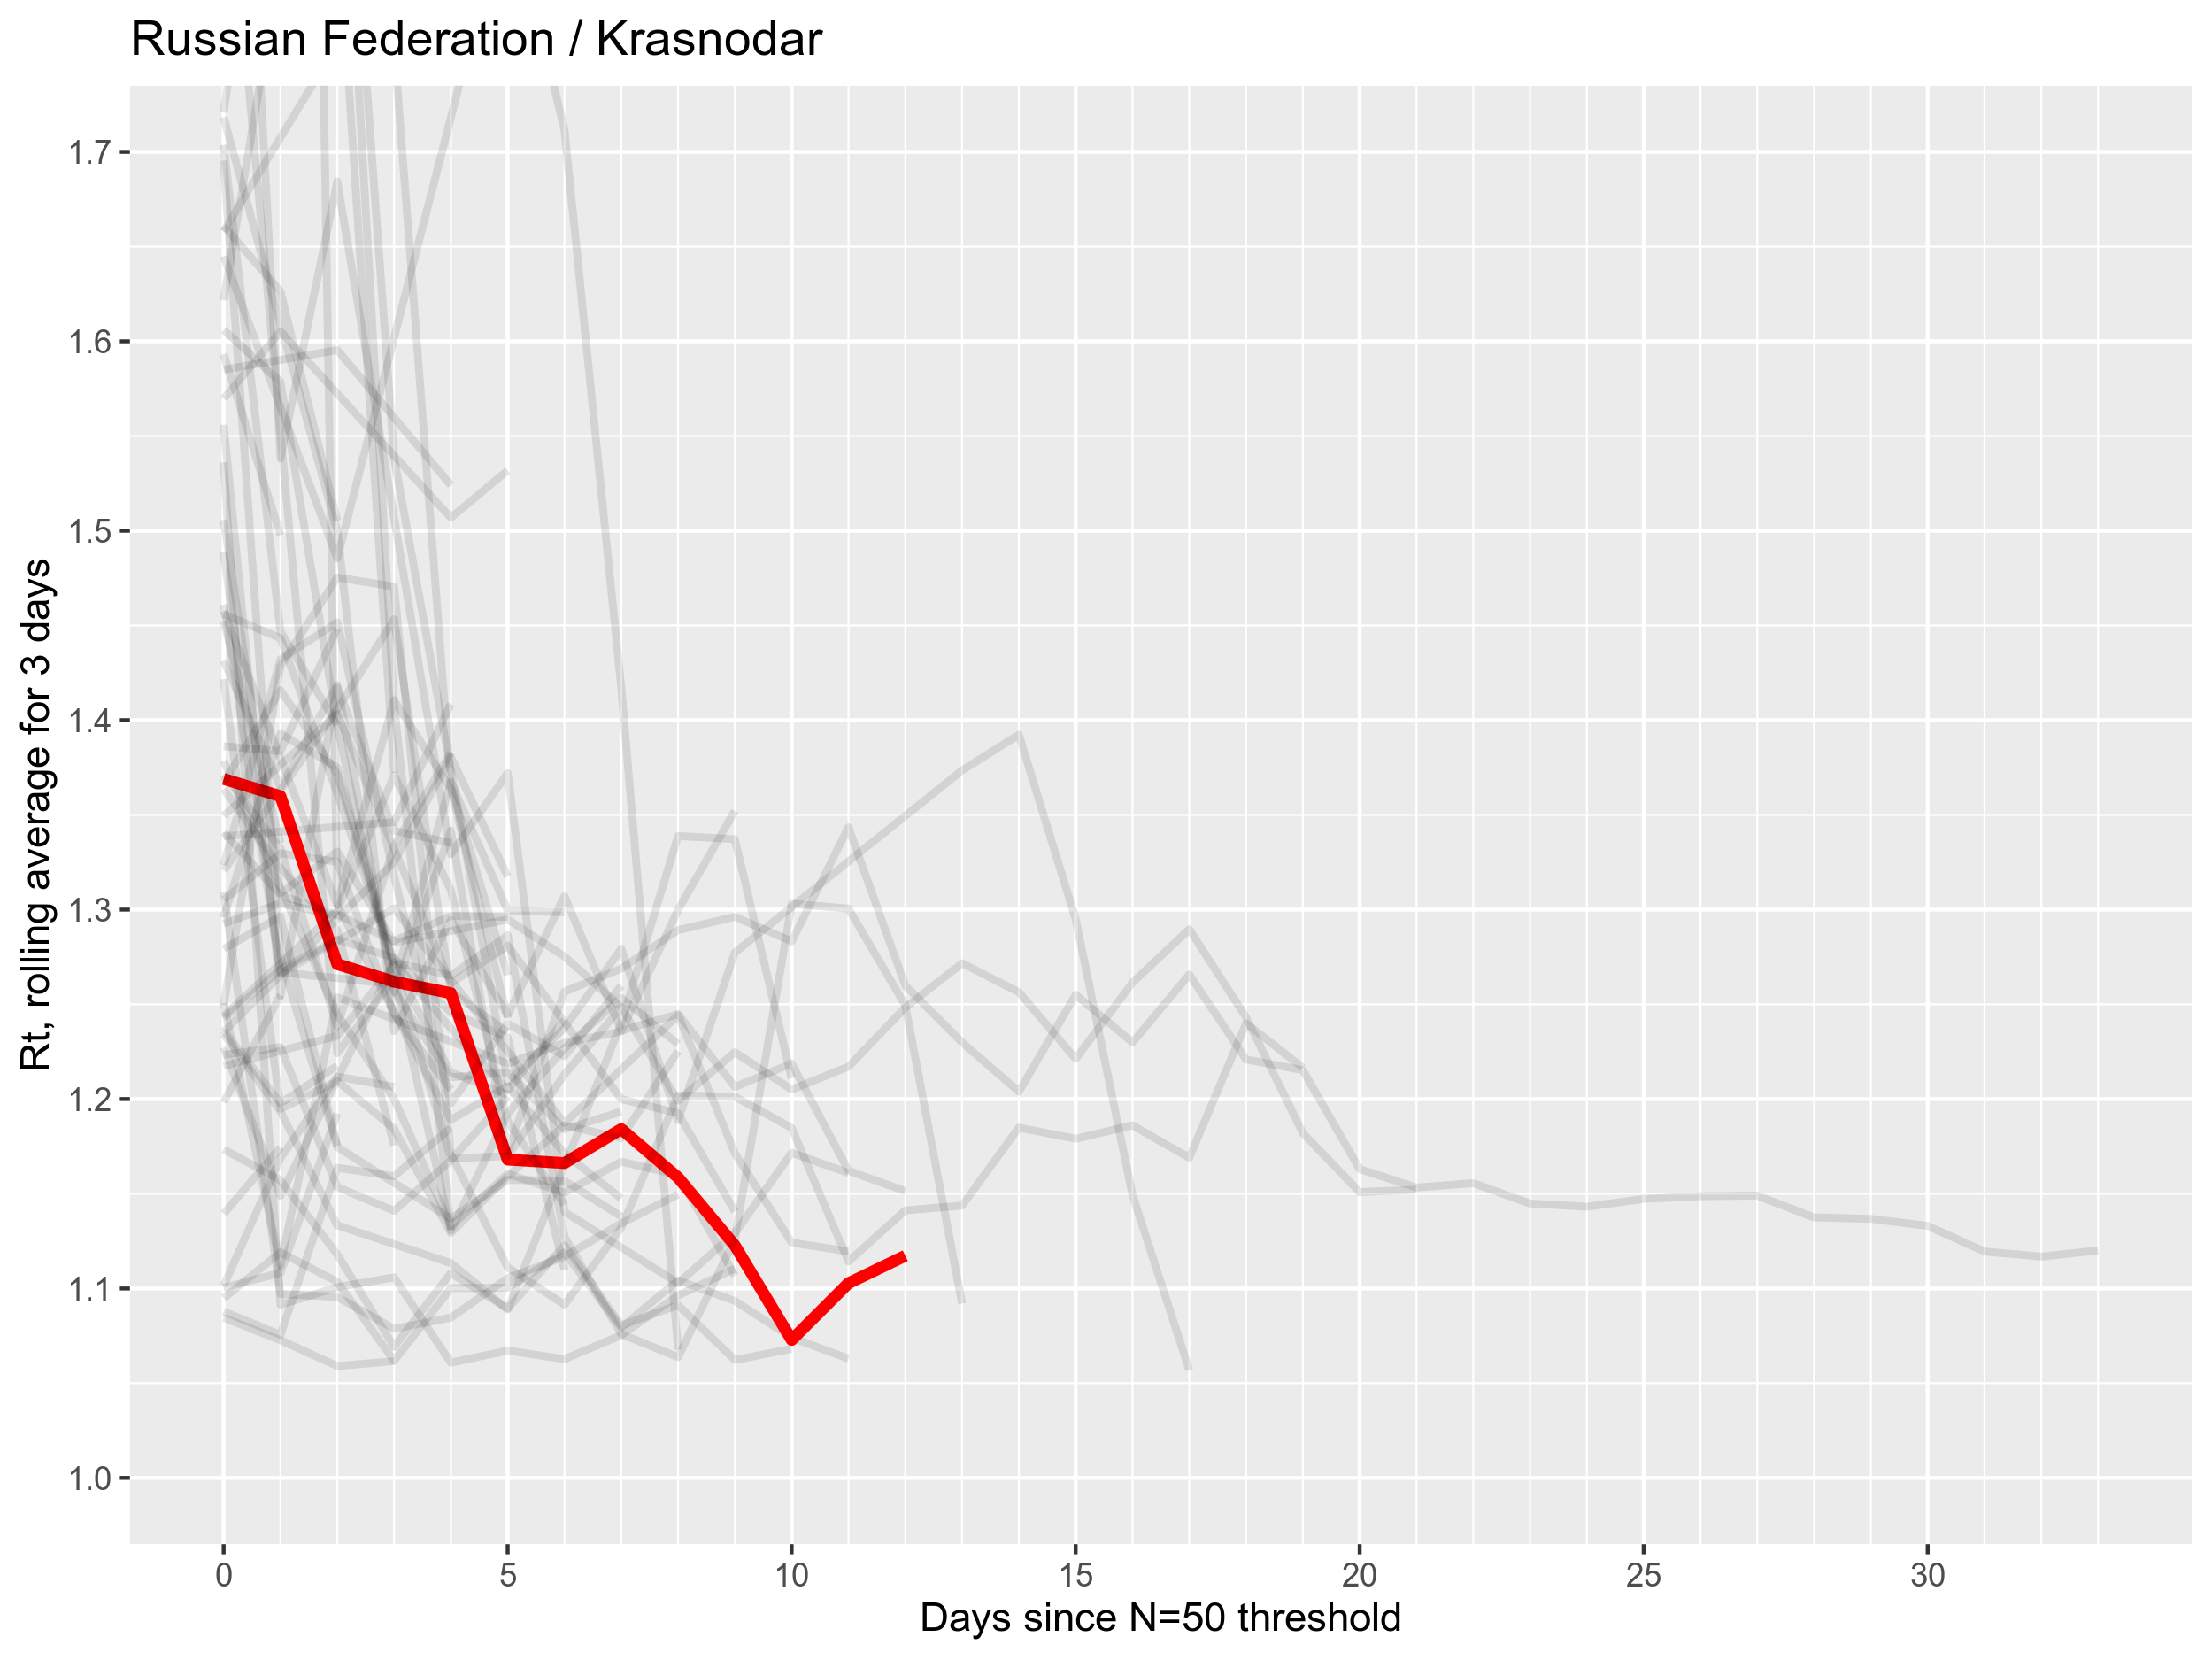 Russian Federation / Krasnodar
Rt, rolling average for 3 days
1.7
1.6
1.5
1.4
1.3
1.2
1.1
1.0
0 5 10 15 20 25 30
Days since N=50 threshold